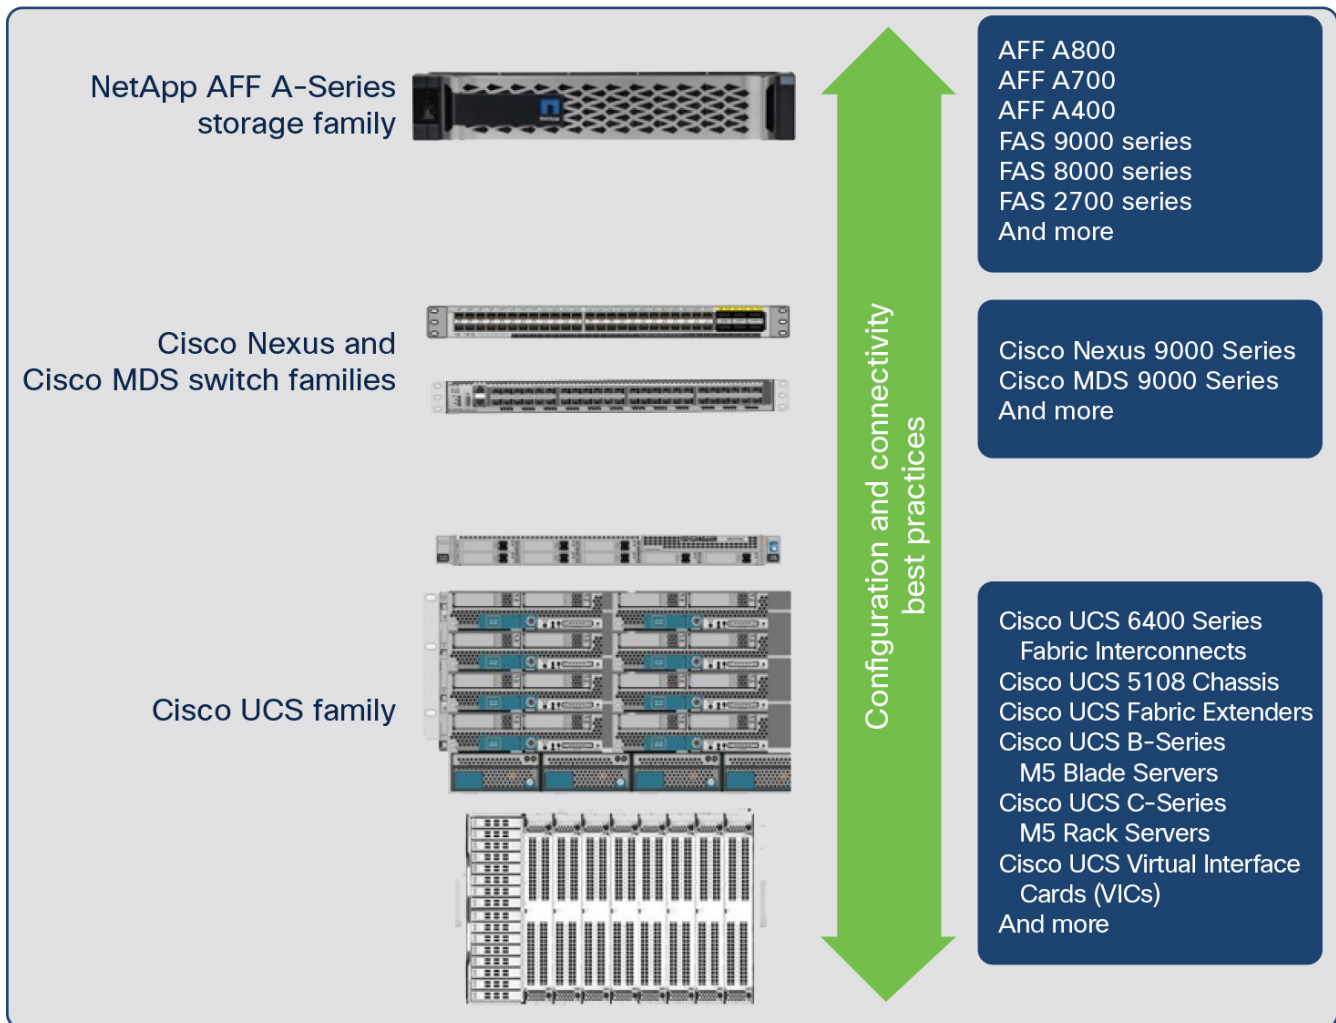 NetApp AFF A-Series
storage family
AFF A800
AFF A700
AFF A400
FAS 9000 series
FAS 8000 series
FAS 2700 series
And more
Cisco Nexus and
Cisco MDS switch families
Cisco Nexus 9000 Series
Cisco MDS 9000 Series
And more
Configuration and connectivity
best practices
Cisco UCS family
Cisco UCS 6400 Series
Fabric Interconnects
Cisco UCS 5108 Chassis
Cisco UCS Fabric Extenders
Cisco UCS B-Series
M5 Blade Servers
Cisco UCS C-Series
M5 Rack Servers
Cisco UCS Virtual Interface
Cards (VICs)
And more